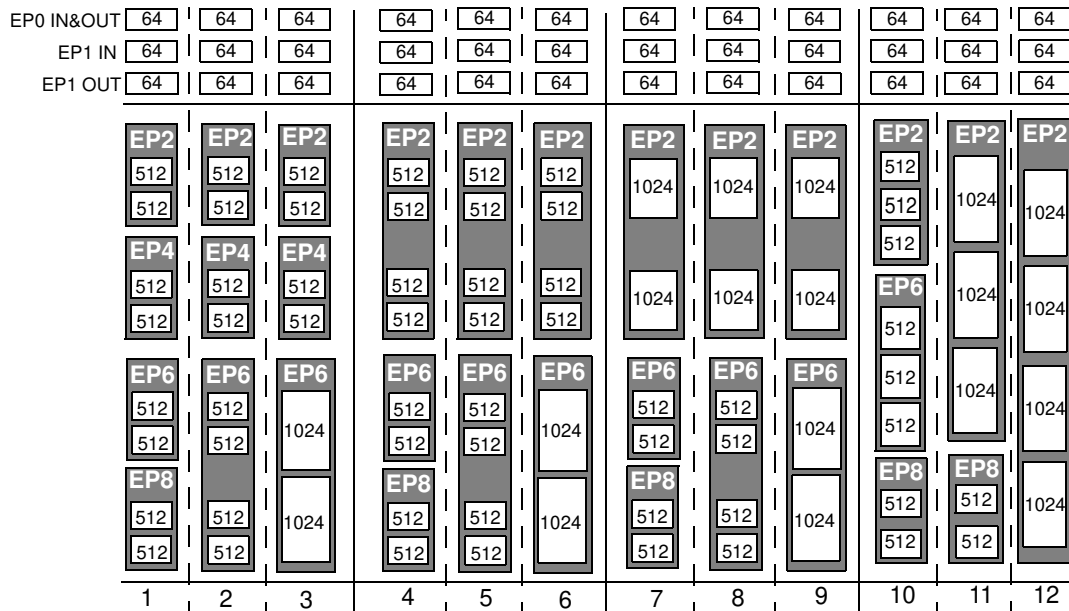 EP0 IN&OUT 64 64 64 64 64 64 64 64 64 64 64 64
EP1 IN 64 64 64 64 64 64 64 64 64 64 64 64
EP1 OUT 64 64 64 64 64 64 64 64 64 64 64 64
EP2 EP2 EP2 EP2 EP2 EP2 EP2 EP2 EP2 EP2 EP2 EP2
512 512 512 512 512 512 1024 1024 1024 512
512 512 512 512 512 512 512 1024 1024
EP4 EP4 EP4 512
512 512 512 512 512 512 1024 1024 1024 EP6 1024 1024
512 512 512 512 512 512 512
EP6 EP6 EP6 EP6 EP6 EP6 EP6 EP6 EP6 512 1024
512 512 512 512 512 512 1024
512 512 1024 512 512 1024 512 512 1024 512
EP8 EP8 EP8 EP8 EP8
512 512 1024 512 512 1024 512 512 1024 512 512 1024
512 512 512 512 512 512 512 512
1 2 3 4 5 6 7 8 9 10 11 12